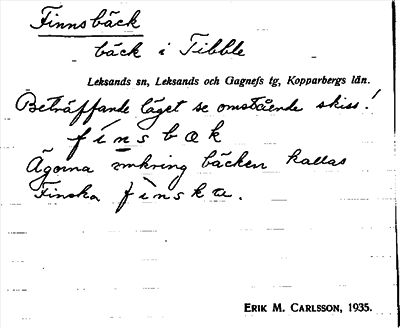 Finnsbäck
bäck i Tibble
Leksands sn, Leksands och Gagnefs tg, Kopparbergs län.
Beträffande läget se omstående skiss!
fínsbæk
Ägorna omkring bäcken kallas
Finska fìnska.
ERIK M. CARLSSON, 1935.